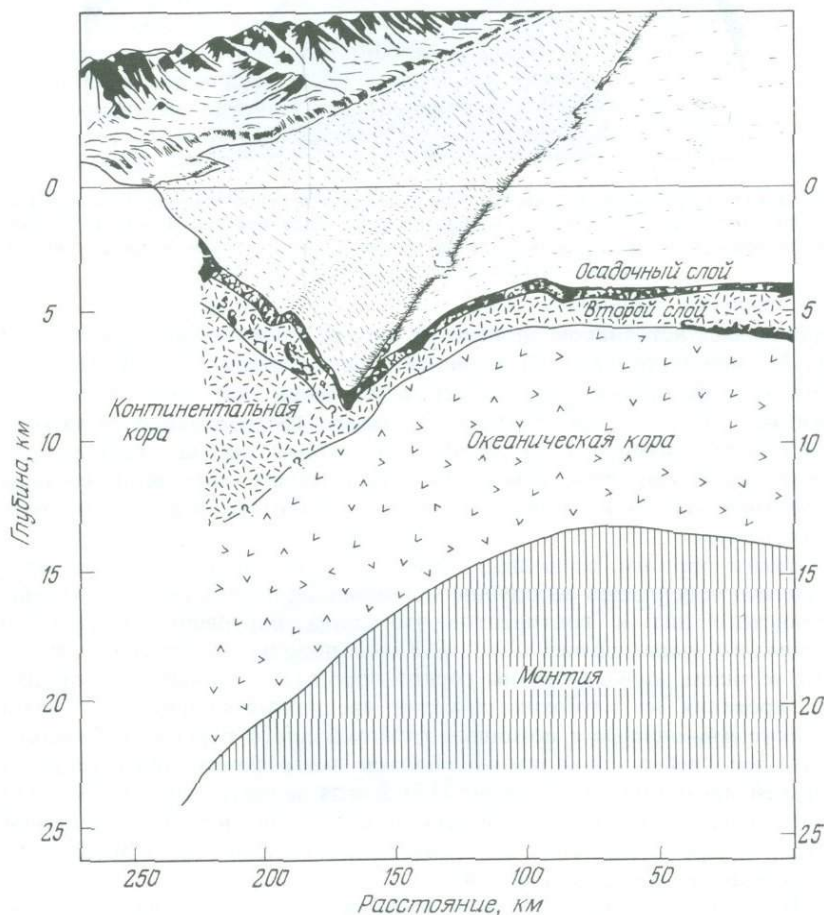 0
0
Осадочный слой
Второй слой
5
5
Континентальная
кора
Океаническая кора
10
10
Глубина, км
15
15
Мантия
20
20
25
25
250
200
150
100
50
Расстояние, км